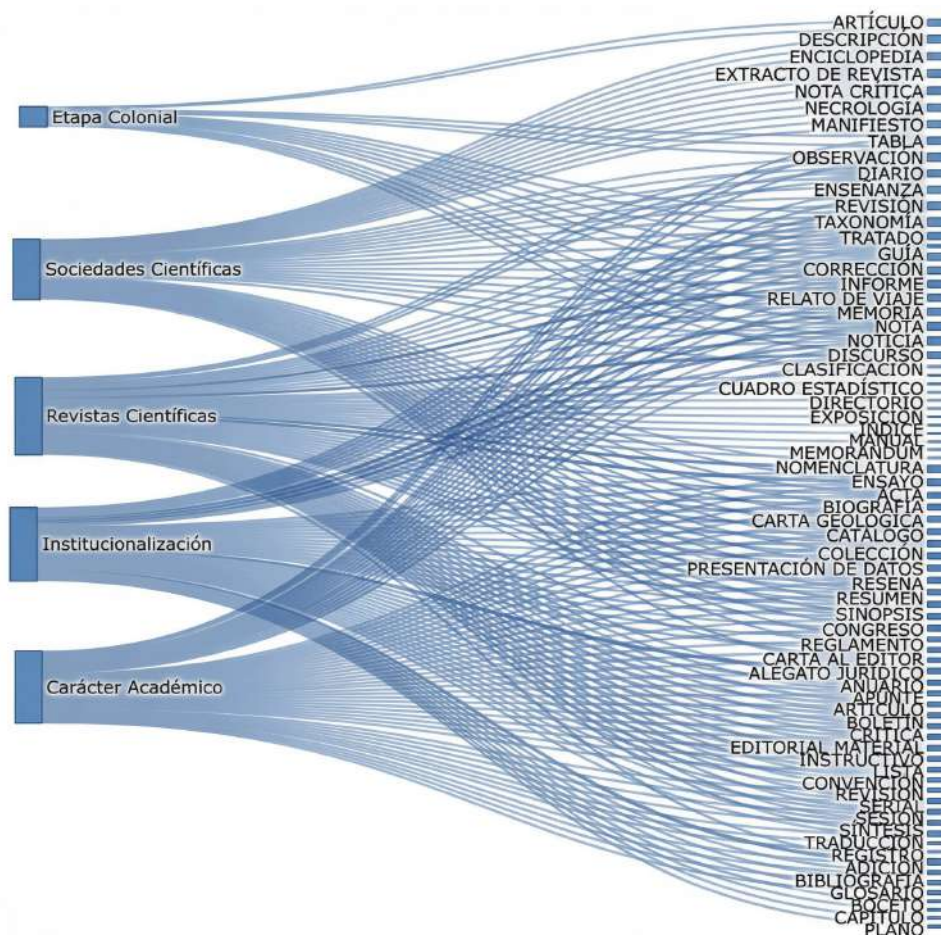 Etapa Colonial
Sociedades Científicas
Revistas Científicas
Institucionalización
Carácter Académico
ARTÍCULO
DESCRIPCIÓN
ENCICLOPEDIA
EXTRACTO DE REVISTA
NOTA CRÍTICA
NECROLOGÍA
MANIFIESTO
TABLA
OBSERVACIÓN
DIARIO
ENSEÑANZA
REVISIÓN
TAXONOMÍA
TRATADO
GUÍA
CORRECCIÓN
INFORME
RELATO DE VIAJE
MEMORIA
NOTA
NOTICIA
DISCURSO
CLASIFICACIÓN
CUADRO ESTADÍSTICO
DIRECTORIO
EXPOSICIÓN
ÍNDICE
MANUAL
MEMORÁNDUM
NOMENCLATURA
ENSAYO
ACTA
BIOGRAFÍA
CARTA GEOLÓGICA
CATÁLOGO
COLECCIÓN
PRESENTACIÓN DE DATOS
RESEÑA
RESUMEN
SINOPSIS
CONGRESO
REGLAMENTO
CARTA AL EDITOR
ALEGATO JURÍDICO
ANUARIO
APUNTE
ARTÍCULO
BOLETÍN
CRÍTICA
EDITORIAL MATERIAL
INSTRUCTIVO
LISTA
CONVENCIÓN
REVISIÓN
SERIAL
SESIÓN
SÍNTESIS
TRADUCCIÓN
REGISTRO
ADICIÓN
BIBLIOGRAFÍA
GLOSARIO
BOCETO
CAPÍTULO
PLANO